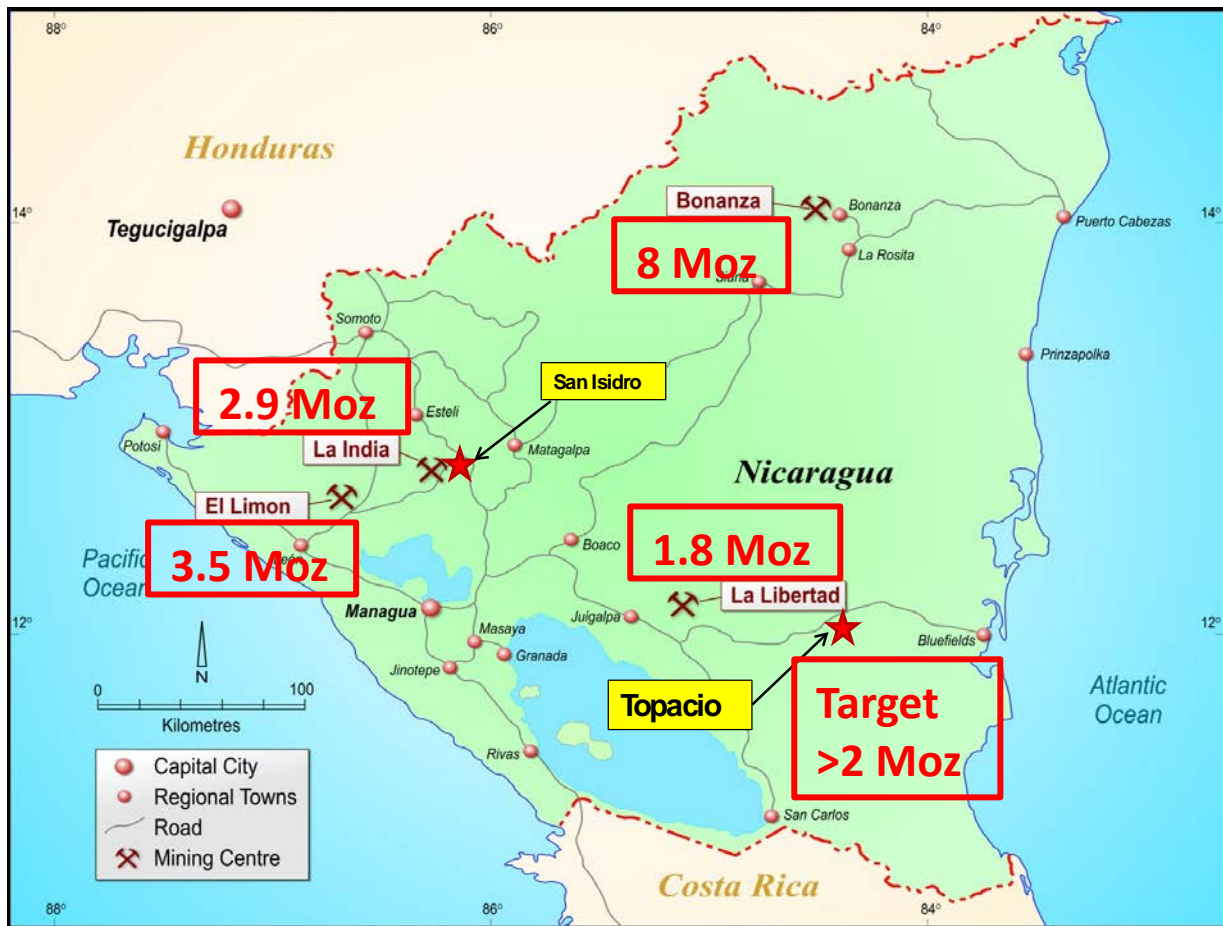 88°
86°
84°
Honduras
Tegucigalpa
14°
14°
Bonanza
Bonanza
Puerto Cabezas
La Rosita
8 Moz
Siuna
Somoto
Prinzapolka
San Isidro
2.9 Moz
Esteli
Potosí
Matagalpa
La India
Nicaragua
El Limon
Pacific
Ocean
3.5 Moz
León
Boaco
1.8 Moz
La Libertad
Managua
Juigalpa
12°
12°
Masaya
Bluefields
Granada
Jinotepe
N
0
100
Kilometres
Topacio
Target
>2 Moz
Atlantic
Ocean
Rivas
Capital City
Regional Towns
Road
Mining Centre
San Carlos
Costa Rica
88°
86°
84°